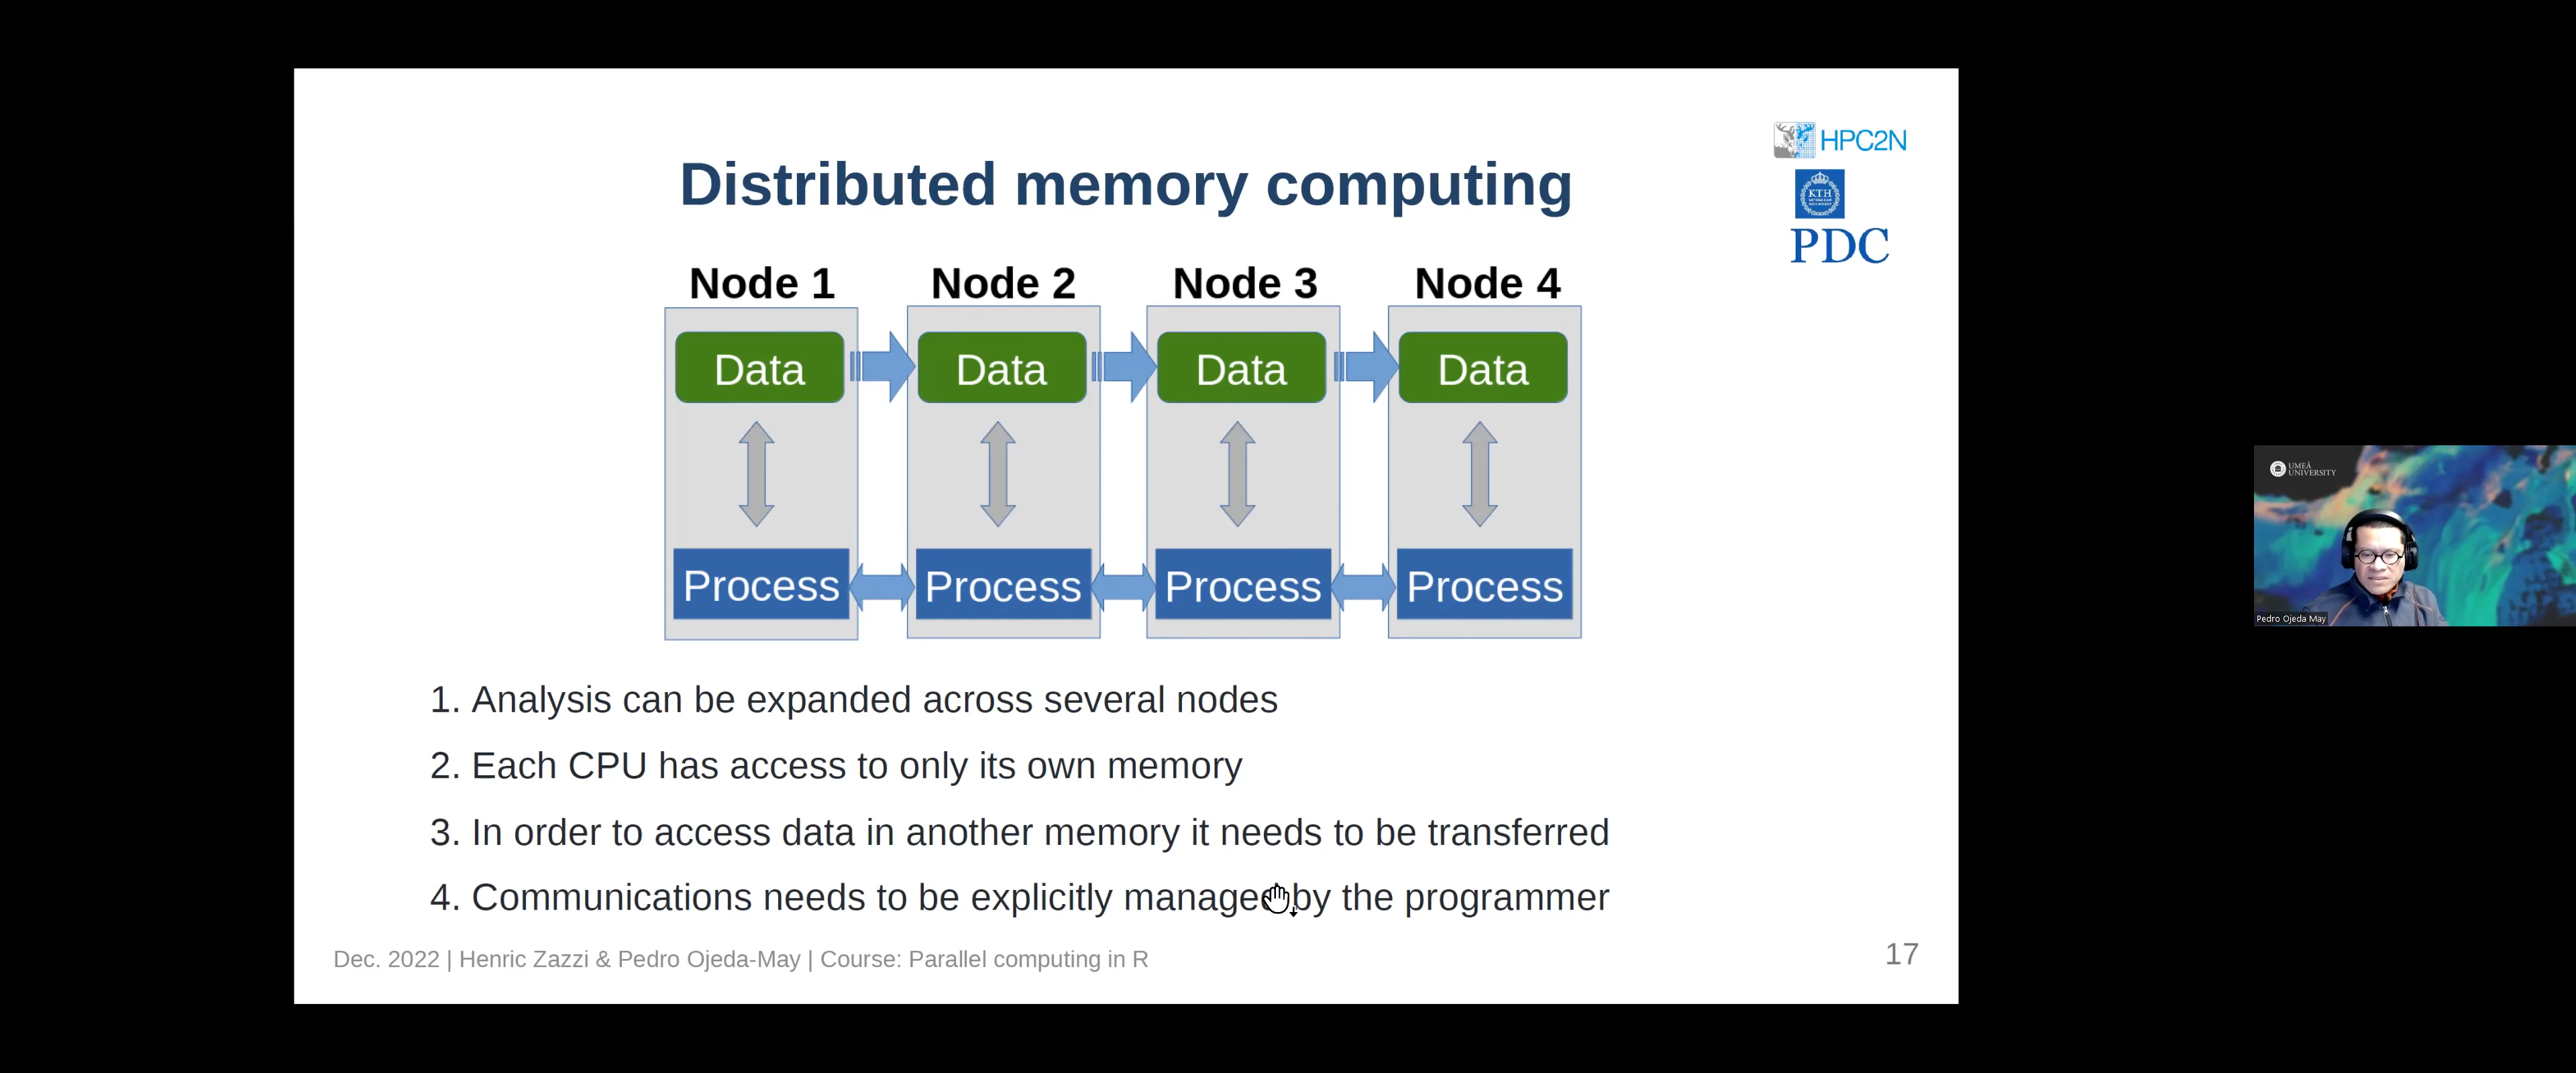 HPC2N
KTH
PDC
Distributed memory computing
Node 1 Node 2 Node 3 Node 4
Data Data Data Data
Process Process Process Process
1. Analysis can be expanded across several nodes
2. Each CPU has access to only its own memory
3. In order to access data in another memory it needs to be transferred
4. Communications needs to be explicitly managed by the programmer
Dec. 2022 | Henric Zazzi & Pedro Ojeda-May | Course: Parallel computing in R
17
UMEÅ
UNIVERSITY
Pedro Ojeda May